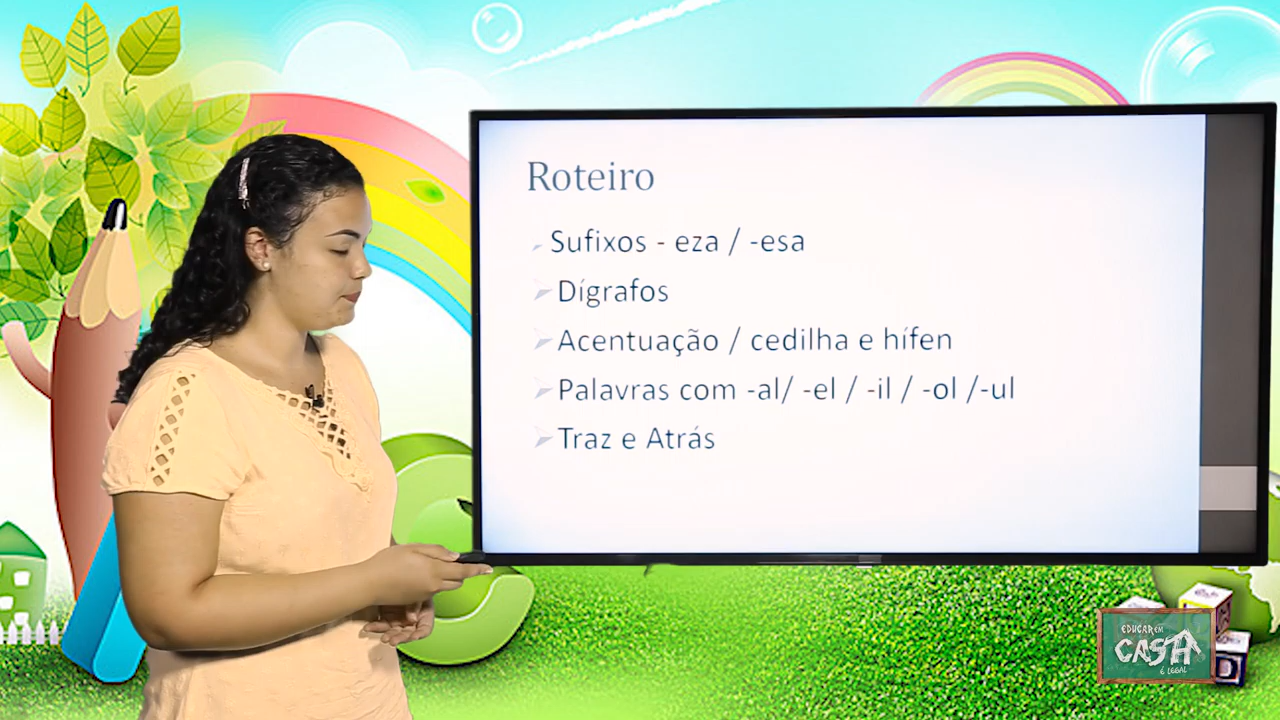 Roteiro
Sufixos - eza / -esa
Dígrafos
Acentuação / cedilha e hífen
Palavras com -al/ -el / -il / -ol /-ul
Traz e Atrás
EDUCAR EM
CASA
É LEGAL